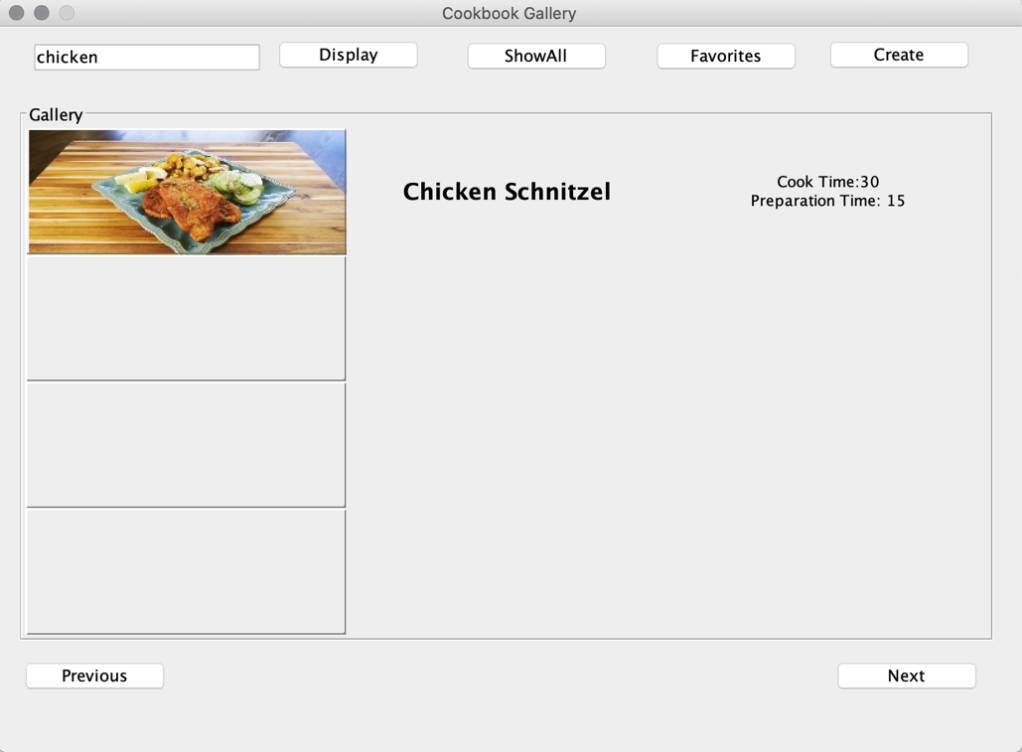 Cookbook Gallery
chicken
Display
ShowAll
Favorites
Create
Gallery
Chicken Schnitzel
Cook Time:30
Preparation Time: 15
Previous
Next